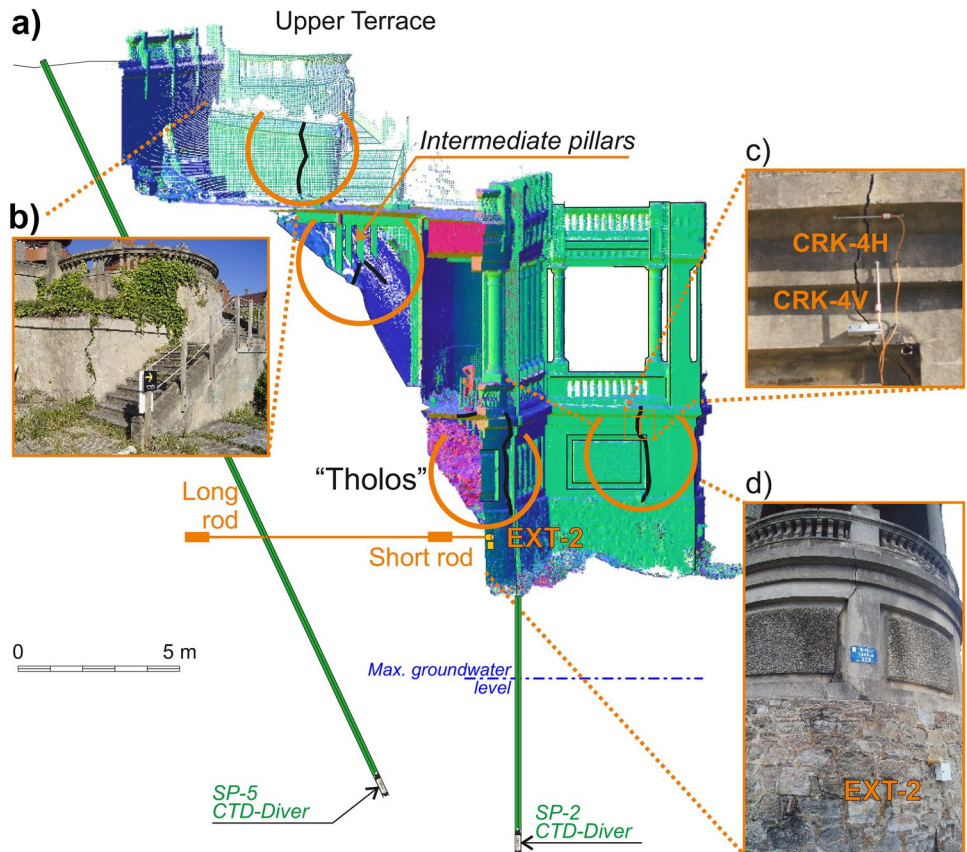 a)
Upper Terrace
Intermediate pillars
b)
c)
CRK-4H
CRK-4V
"Tholos"
d)
Long
rod
Short rod
EXT-2
0
5 m
Max. groundwater
level
EXT-2
SP-5
CTD-Diver
SP-2
CTD-Diver